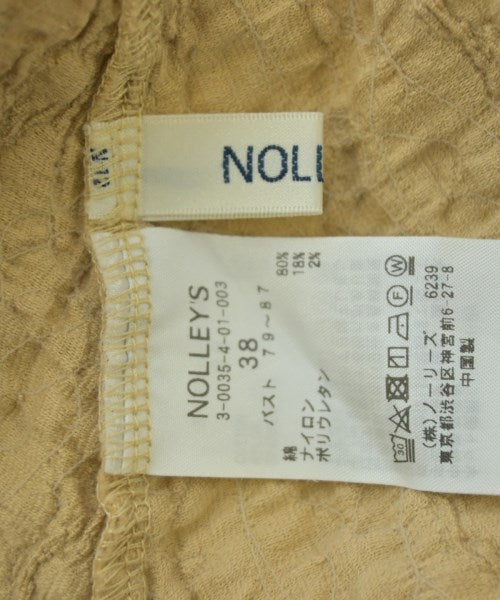 NOLL
NOLLEY'S
3-0035-4-01-003
38
バスト 79～87
綿 80%
ナイロン 18%
ポリウレタン 2%
30 F W
(株)ノーリーズ 6239
東京都渋谷区神宮前6-27-8
中国製